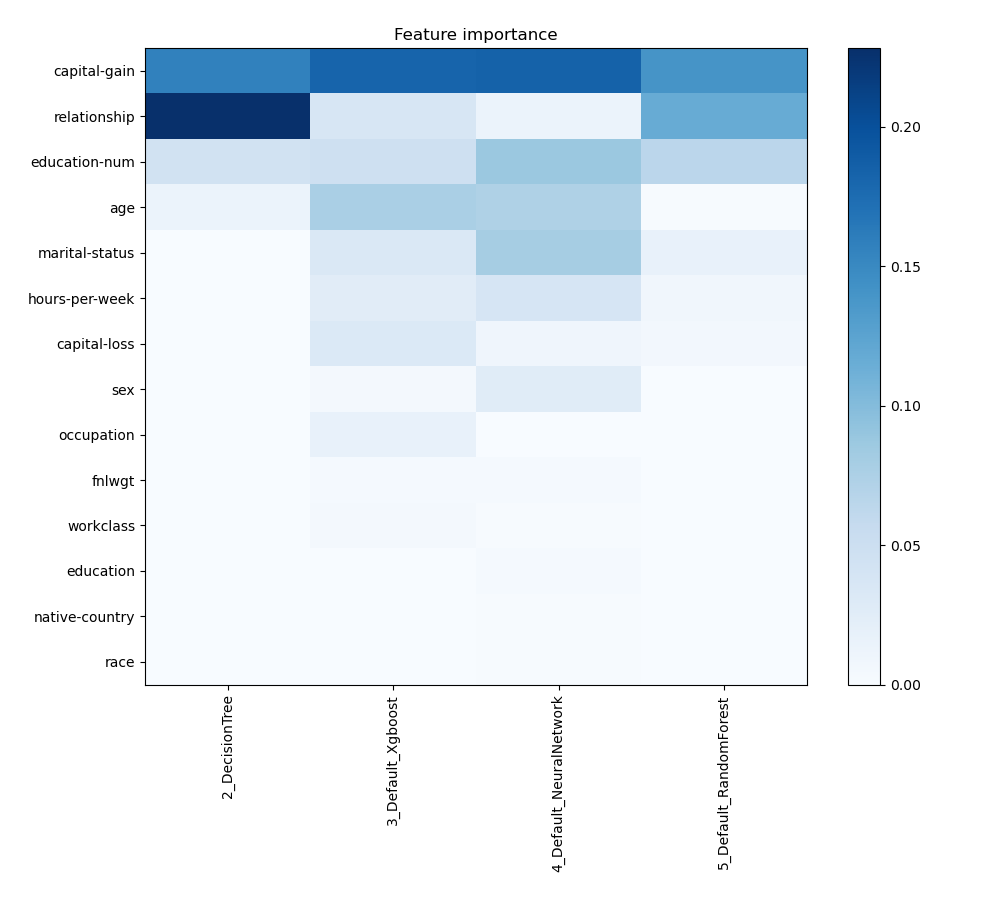 Feature importance
capital-gain
relationship
education-num
age
marital-status
hours-per-week
capital-loss
sex
occupation
fnlwgt
workclass
education
native-country
race
2_DecisionTree
3_Default_Xgboost
4_Default_NeuralNetwork
5_Default_RandomForest
0.20
0.15
0.10
0.05
0.00